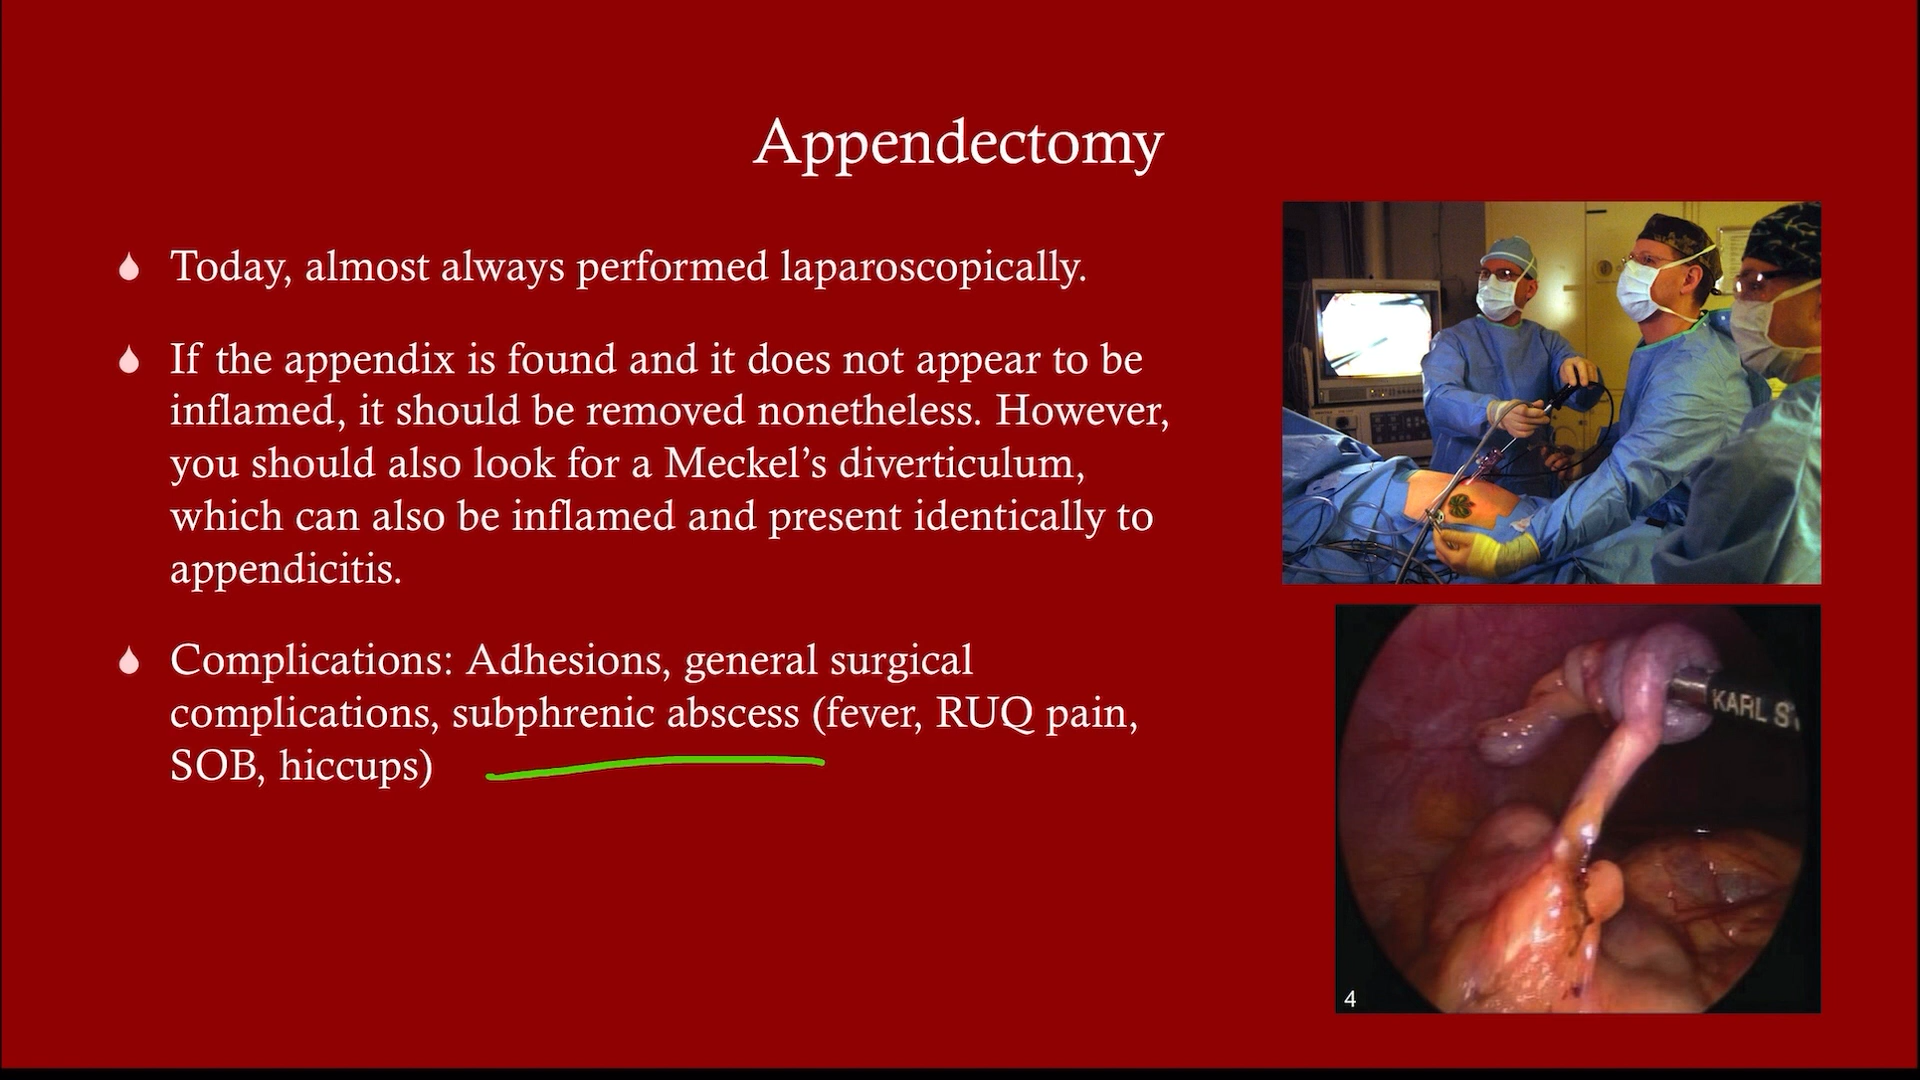 Appendectomy
Today, almost always performed laparoscopically.
If the appendix is found and it does not appear to be
inflamed, it should be removed nonetheless. However,
you should also look for a Meckel’s diverticulum,
which can also be inflamed and present identically to
appendicitis.
Complications: Adhesions, general surgical
complications, subphrenic abscess (fever, RUQ pain,
SOB, hiccups)
KARL
4